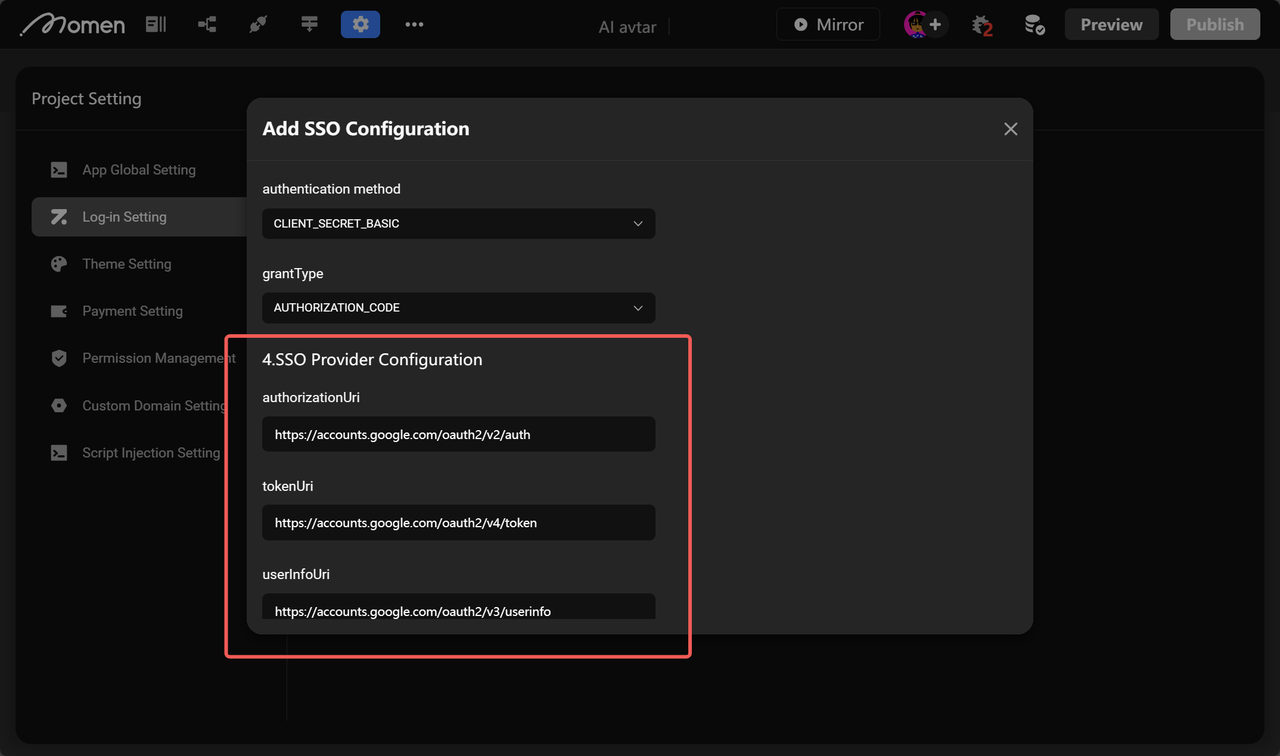 Momen
AI avtar
Mirror
2
Preview
Publish
Project Setting
App Global Setting
Log-in Setting
Theme Setting
Payment Setting
Permission Management
Custom Domain Setting
Script Injection Setting
Add SSO Configuration
authentication method
CLIENT_SECRET_BASIC
grantType
AUTHORIZATION_CODE
4.SSO Provider Configuration
authorizationUri
https://accounts.google.com/oauth2/v2/auth
tokenUri
https://accounts.google.com/oauth2/v4/token
userInfoUri
https://accounts.google.com/oauth2/v3/userinfo